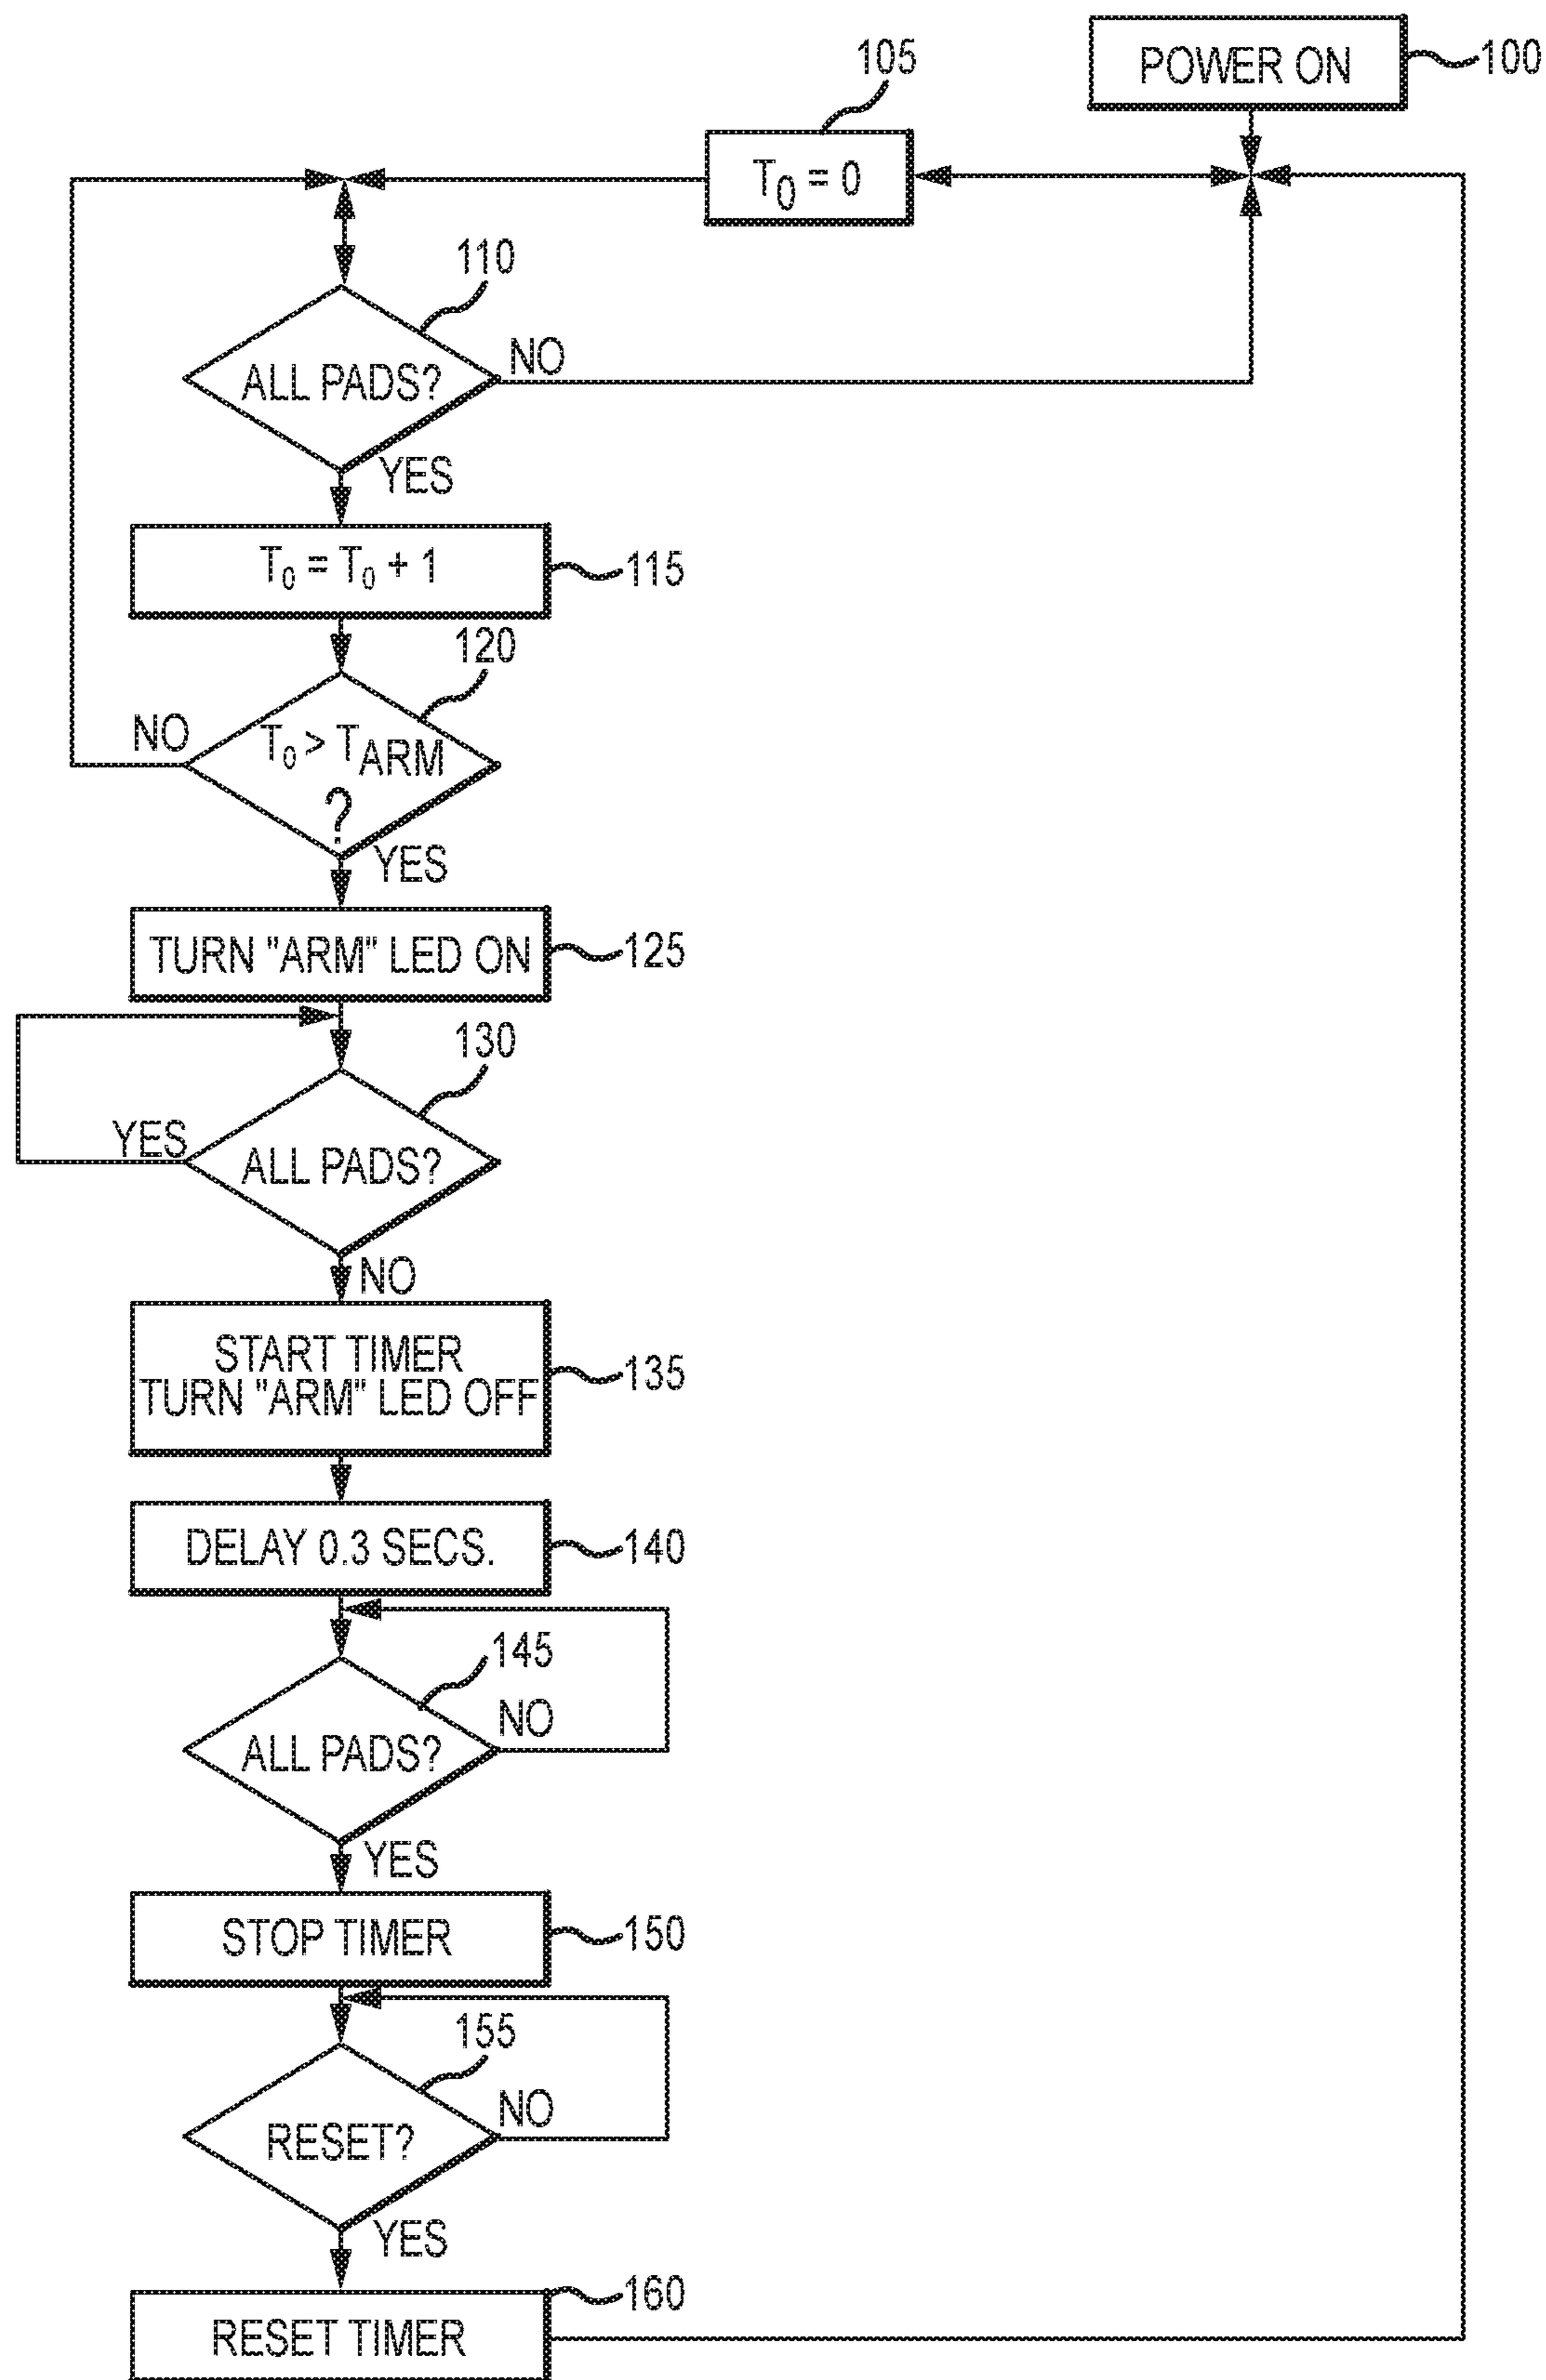 POWER ON
100
105
T₀ = 0
110
ALL PADS?
NO
YES
T₀ = T₀ + 1
115
120
NO
T₀ > T_ARM
?
YES
TURN "ARM" LED ON
125
130
YES
ALL PADS?
NO
START TIMER
TURN "ARM" LED OFF
135
DELAY 0.3 SECS.
140
145
NO
ALL PADS?
YES
STOP TIMER
150
155
NO
RESET?
YES
160
RESET TIMER